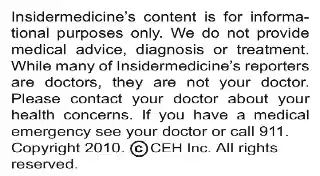 Insidermedicine's content is for informa-
tional purposes only. We do not provide
medical advice, diagnosis or treatment.
While many of Insidermedicine's reporters
are doctors, they are not your doctor.
Please contact your doctor about your
health concerns. If you have a medical
emergency see your doctor or call 911.
Copyright 2010. ©CEH Inc. All rights
reserved.